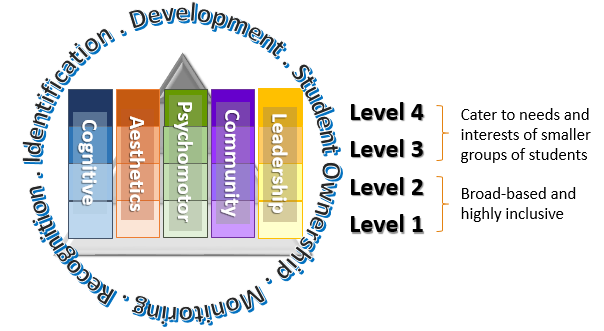 Identification . Development . Student Ownership . Monitoring . Recognition .
Cognitive
Aesthetics
Psychomotor
Community
Leadership
Level 4
Level 3
Level 2
Level 1
Cater to needs and
interests of smaller
groups of students
Broad-based and
highly inclusive